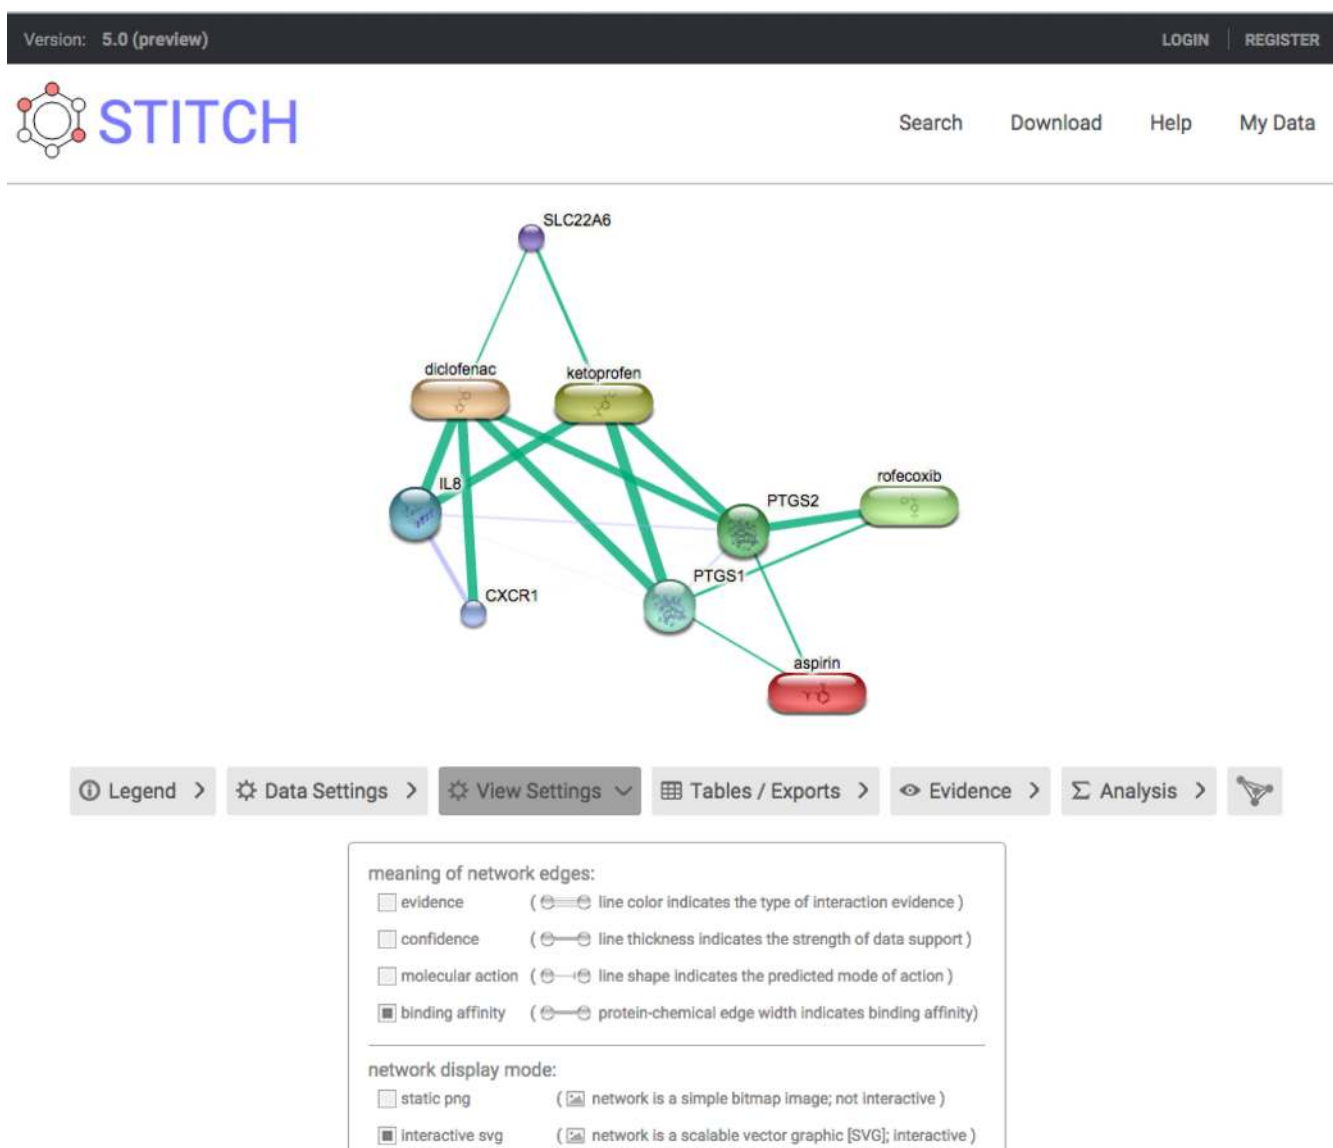 Version: 5.0 (preview) LOGIN REGISTER
STITCH
Search Download Help My Data
SLC22A6
diclofenac
ketoprofen
rofecoxib
IL8
PTGS2
PTGS1
CXCR1
aspirin
Legend
Data Settings
View Settings
Tables / Exports
Evidence
Σ Analysis
meaning of network edges:
evidence ( line color indicates the type of interaction evidence )
confidence ( line thickness indicates the strength of data support )
molecular action ( line shape indicates the predicted mode of action )
binding affinity ( protein-chemical edge width indicates binding affinity)
network display mode:
static png ( network is a simple bitmap image; not interactive )
interactive svg ( network is a scalable vector graphic [SVG]; interactive )